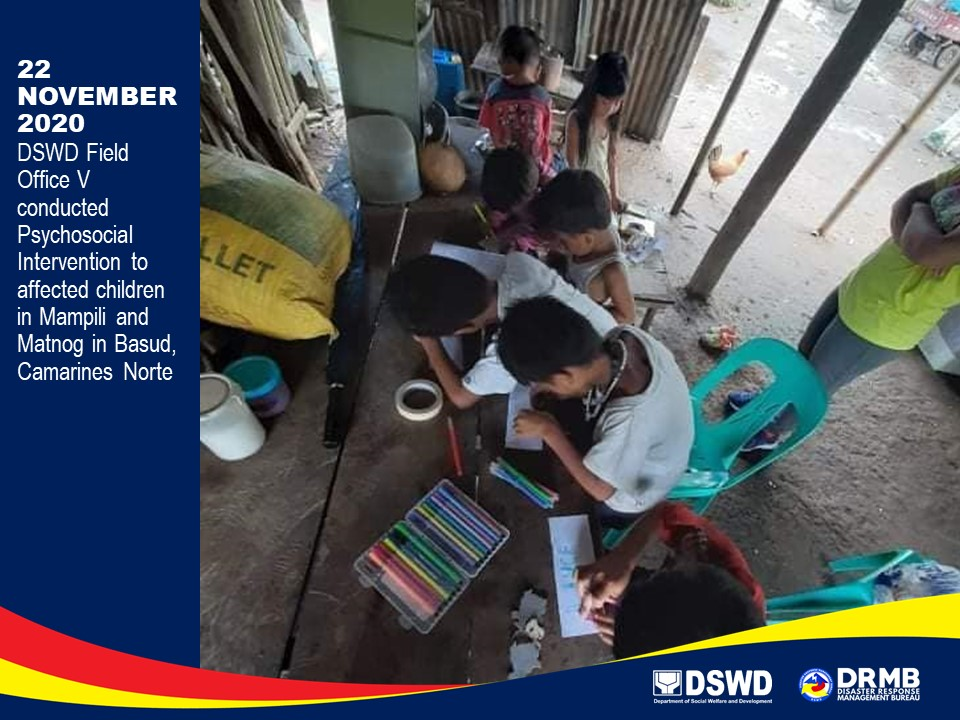 22
NOVEMBER
2020
DSWD Field
Office V
conducted
Psychosocial
Intervention to
affected children
in Mampili and
Matnog in Basud,
Camarines Norte
LLET
DSWD
Department of Social Welfare and Development
DRMB
DISASTER RESPONSE
MANAGEMENT BUREAU